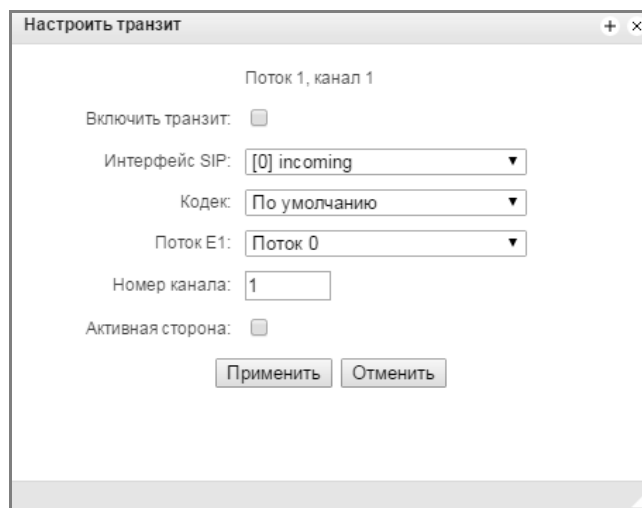 Настроить транзит
Поток 1, канал 1
Включить транзит:
Интерфейс SIP: [0] incoming
Кодек: По умолчанию
Поток E1: Поток 0
Номер канала: 1
Активная сторона:
Применить Отменить